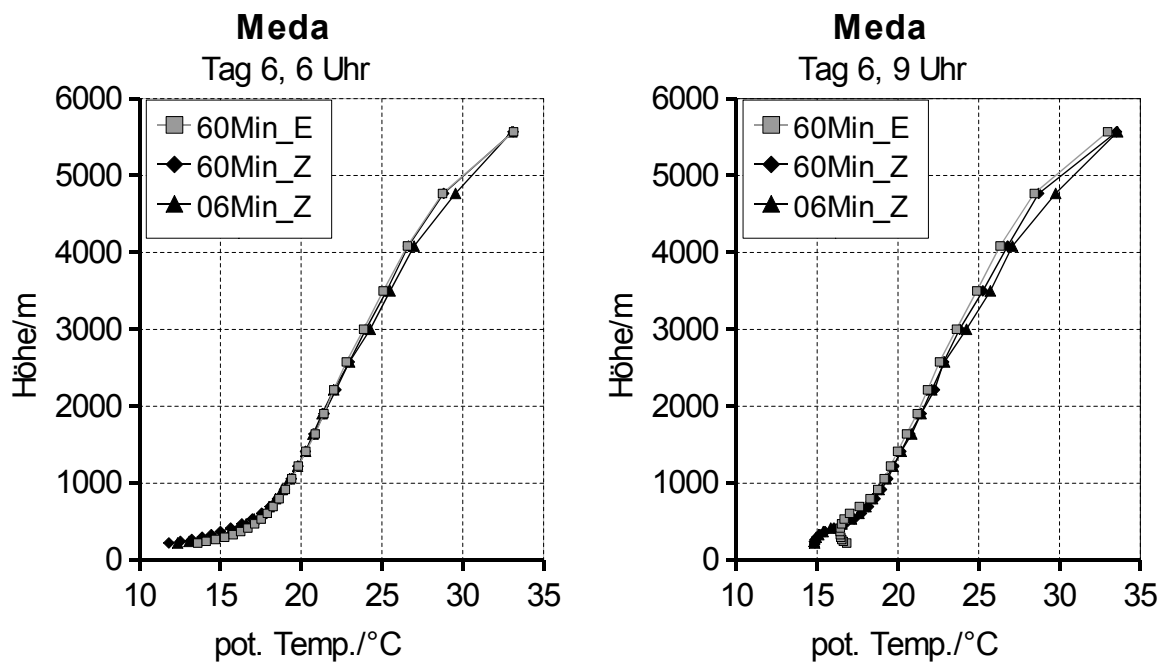 Meda
Tag 6, 6 Uhr
6000
5000
4000
3000
2000
1000
0
Höhe/m
60Min_E
60Min_Z
06Min_Z
10 15 20 25 30 35
pot. Temp./°C
Meda
Tag 6, 9 Uhr
6000
5000
4000
3000
2000
1000
0
Höhe/m
60Min_E
60Min_Z
06Min_Z
10 15 20 25 30 35
pot. Temp./°C